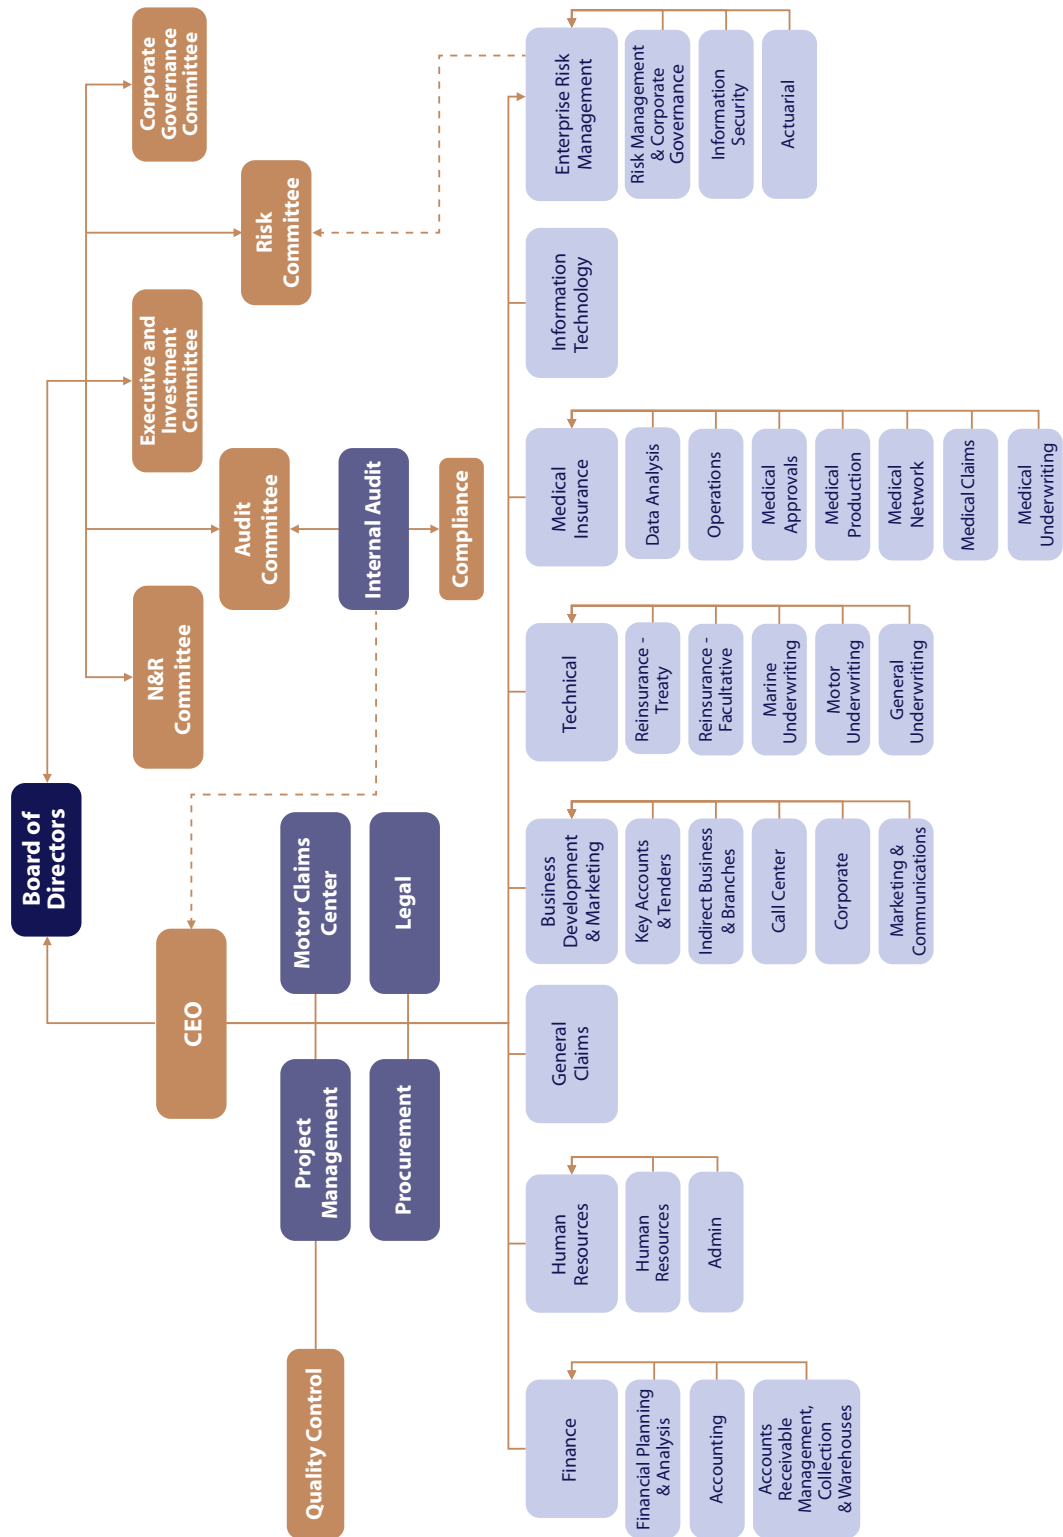 Board of
Directors
CEO
N&R
Committee
Executive and
Investment
Committee
Corporate
Governance
Committee
Audit
Committee
Risk
Committee
Internal Audit
Compliance
Quality Control
Project
Management
Motor Claims
Center
Procurement
Legal
Finance
Financial Planning
& Analysis
Accounting
Accounts
Receivable
Management,
Collection
& Warehouses
Human
Resources
Human
Resources
Admin
General
Claims
Business
Development
& Marketing
Key Accounts
& Tenders
Indirect Business
& Branches
Call Center
Corporate
Marketing &
Communications
Technical
Reinsurance -
Treaty
Reinsurance -
Facultative
Marine
Underwriting
Motor
Underwriting
General
Underwriting
Medical
Insurance
Data Analysis
Operations
Medical
Approvals
Medical
Production
Medical
Network
Medical Claims
Medical
Underwriting
Information
Technology
Enterprise Risk
Management
Risk Management
& Corporate
Governance
Information
Security
Actuarial